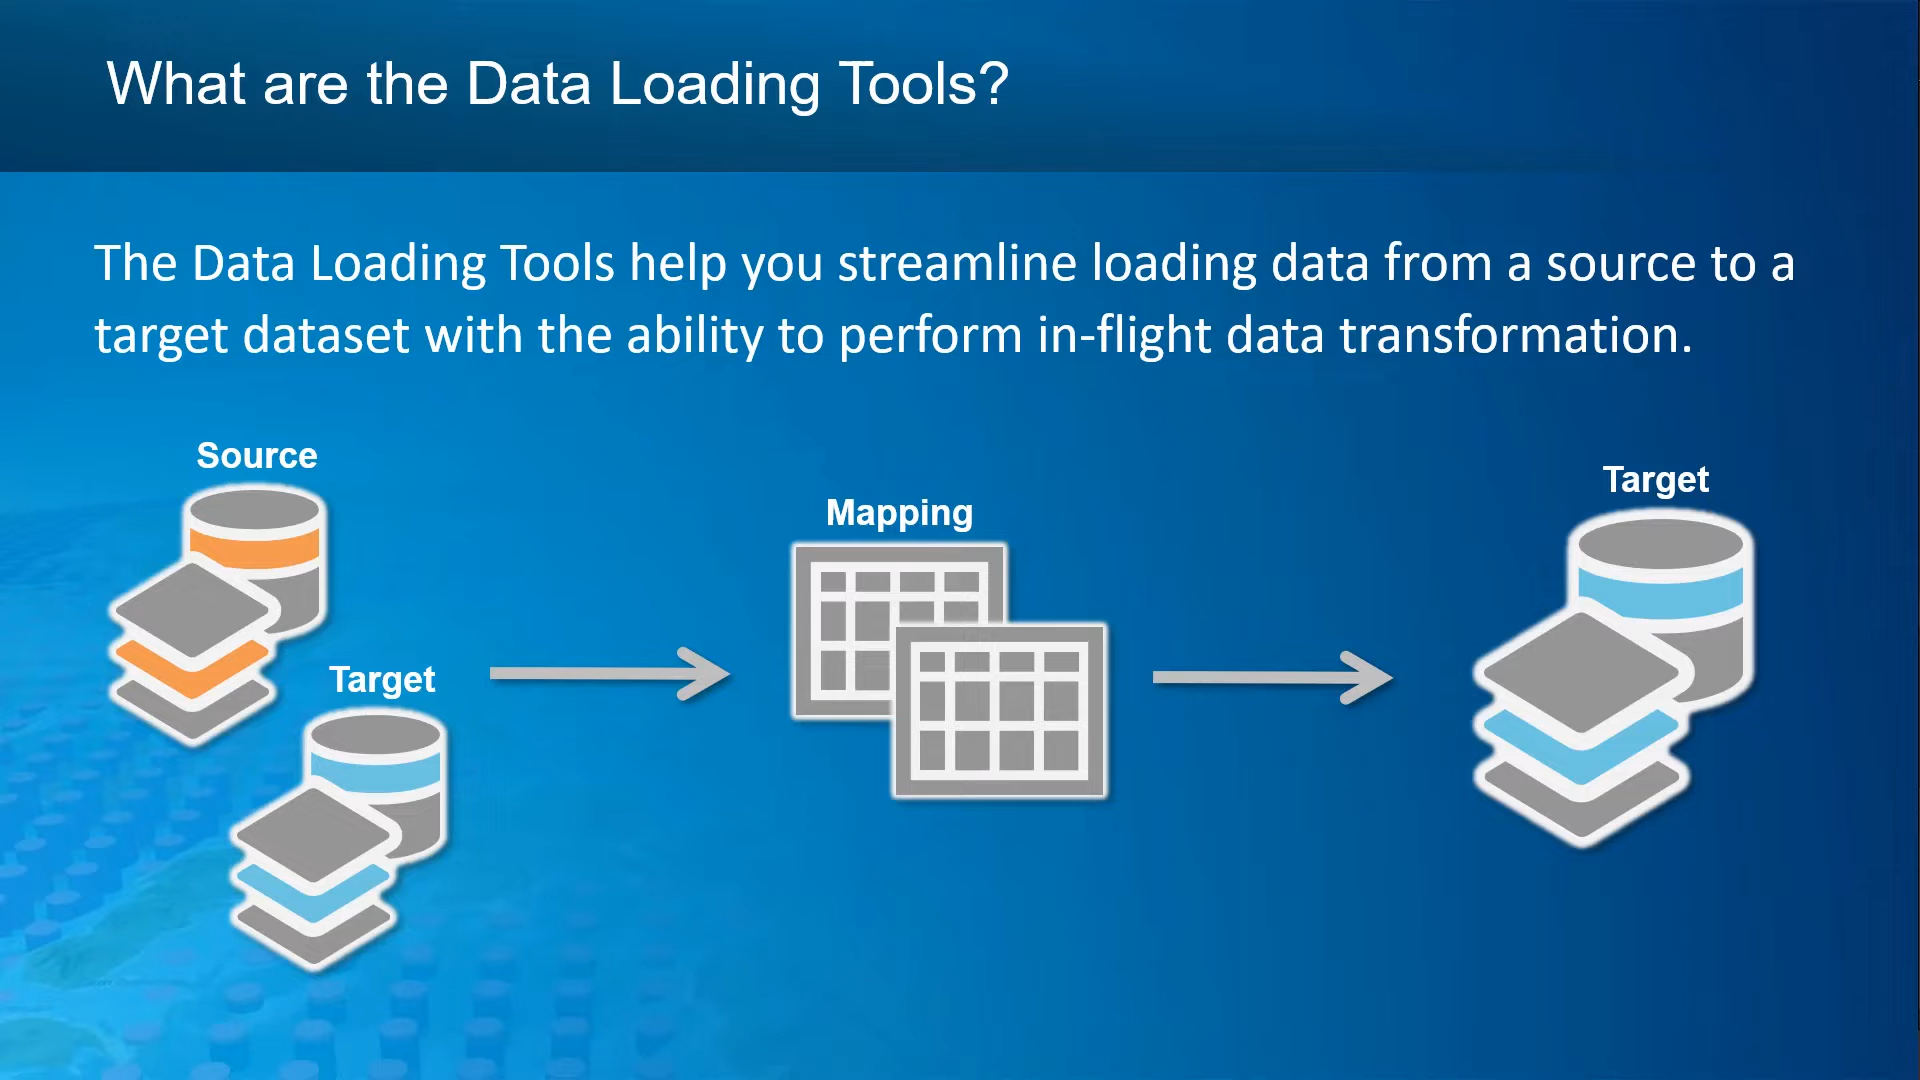 What are the Data Loading Tools?
The Data Loading Tools help you streamline loading data from a source to a
target dataset with the ability to perform in-flight data transformation.
Source
Target
Mapping
Target